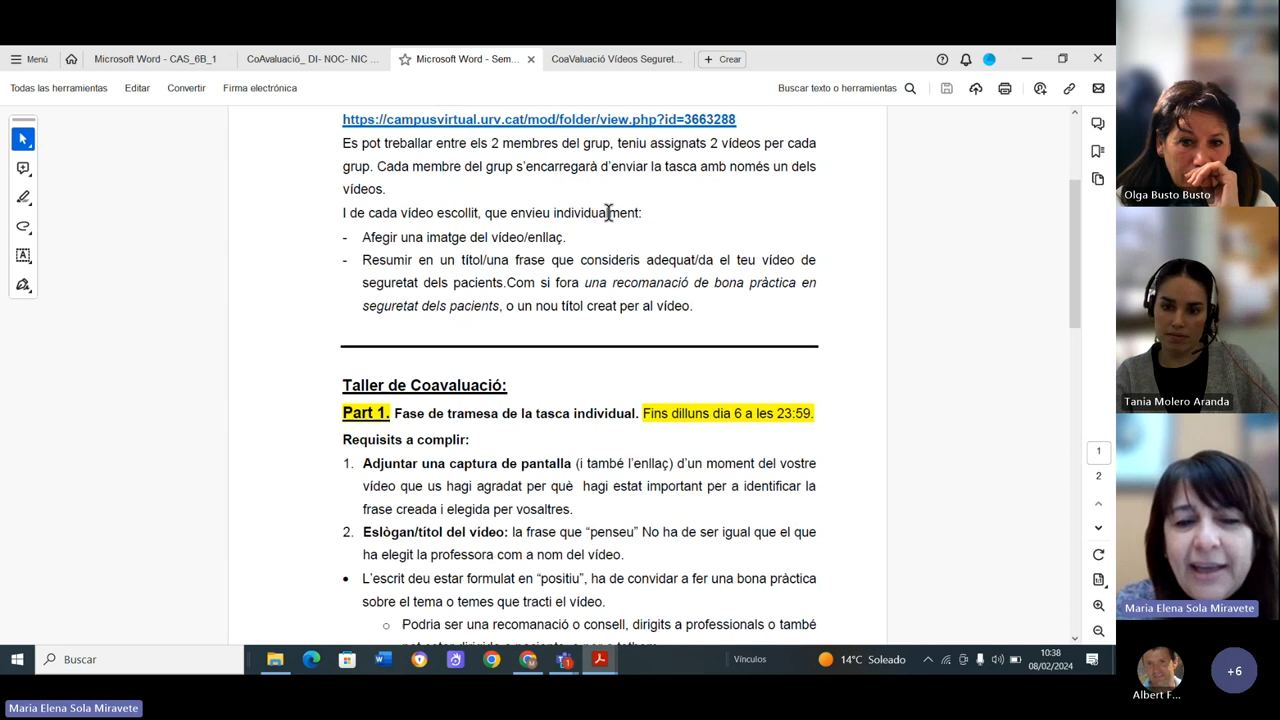 Menú
Microsoft Word - CAS_6B_1
CoAvaluació_ DI- NOC- NIC ...
Microsoft Word - Sem...
CoaValuació Vídeos Seguret...
+ Crear
Todas las herramientas
Editar
Convertir
Firma electrónica
Buscar texto o herramientas
https://campusvirtual.urv.cat/mod/folder/view.php?id=3663288
Es pot treballar entre els 2 membres del grup, teniu assignats 2 vídeos per cada
grup. Cada membre del grup s’encarregarà d’enviar la tasca amb només un dels
vídeos.
I de cada vídeo escollit, que envieu individualment:
- Afegir una imatge del vídeo/enllaç.
- Resumir en un títol/una frase que consideris adequat/da el teu vídeo de
seguretat dels pacients.Com si fora una recomanació de bona pràctica en
seguretat dels pacients, o un nou títol creat per al vídeo.
Taller de Coavaluació:
Part 1. Fase de tramesa de la tasca individual. Fins dilluns dia 6 a les 23:59.
Requisits a complir:
1. Adjuntar una captura de pantalla (i també l’enllaç) d’un moment del vostre
vídeo que us hagi agradat per què hagi estat important per a identificar la
frase creada i elegida per vosaltres.
2. Eslògan/títol del vídeo: la frase que “penseu” No ha de ser igual que el que
ha elegit la professora com a nom del vídeo.
• L’escrit deu estar formulat en “positiu”, ha de convidar a fer una bona pràctica
sobre el tema o temes que tracti el vídeo.
o Podria ser una recomanació o consell, dirigits a professionals o també
1
2
Buscar
Vínculos
14°C Soleado
10:38
08/02/2024
Olga Busto Busto
Tania Molero Aranda
Maria Elena Sola Miravete
Albert F...
+6
Maria Elena Sola Miravete